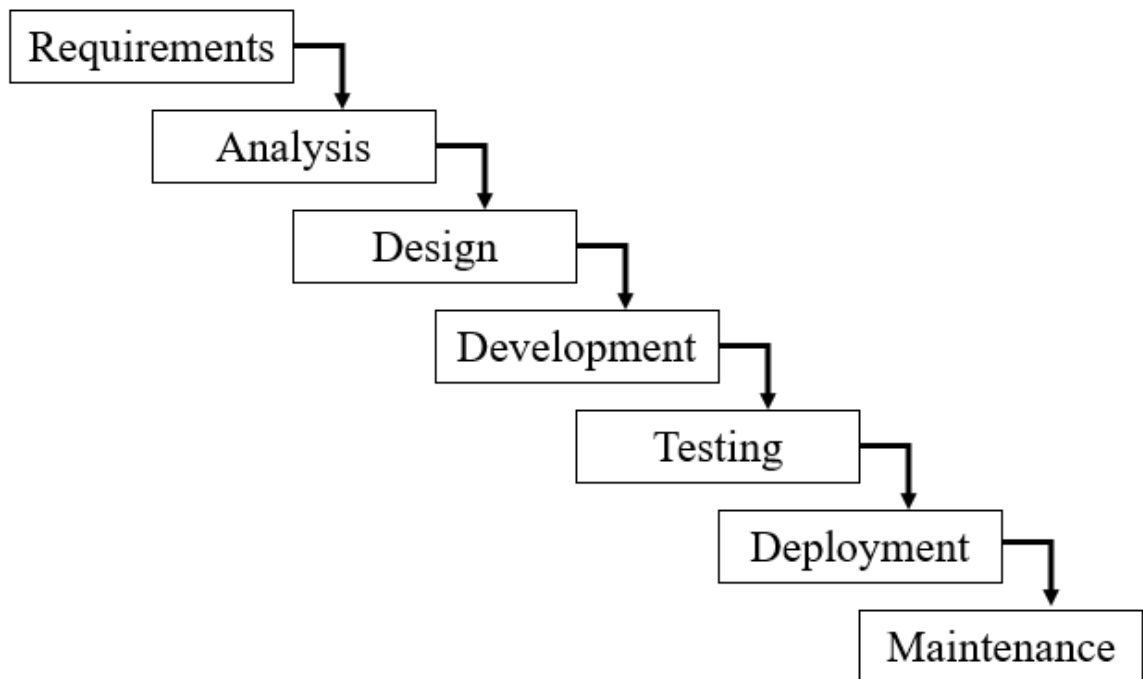 Requirements
Analysis
Design
Development
Testing
Deployment
Maintenance